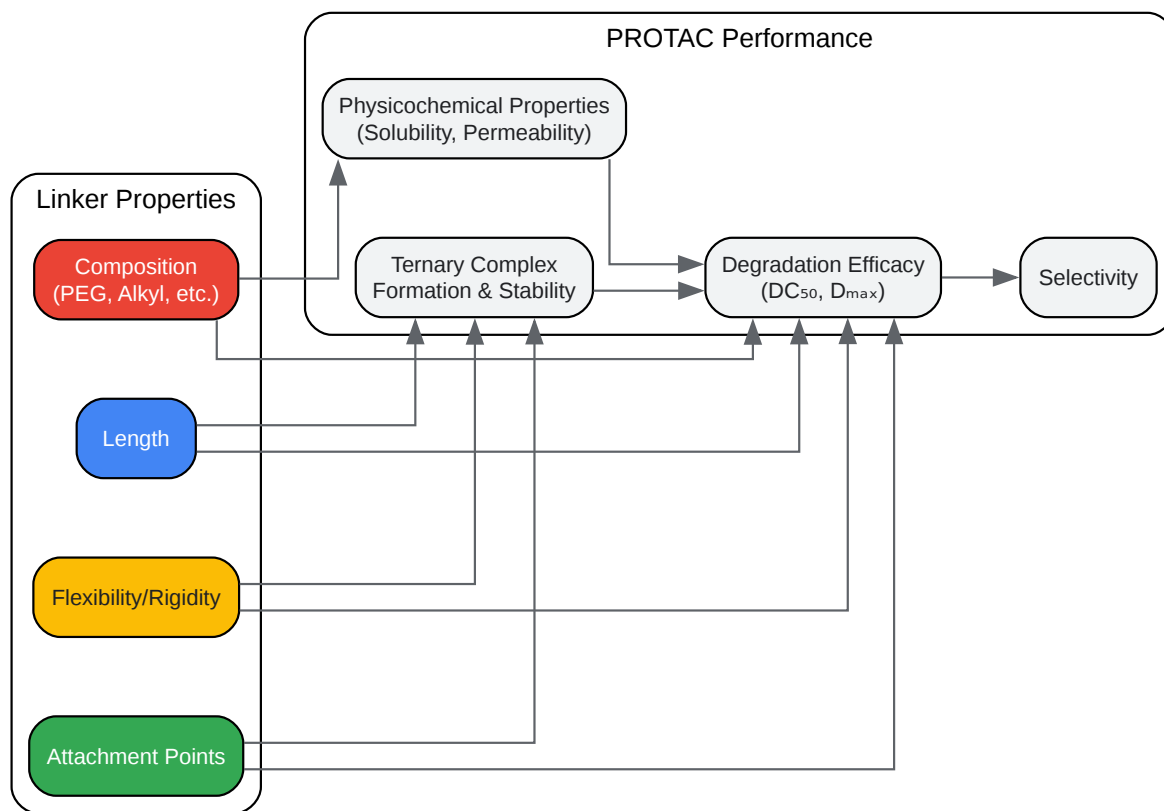 PROTAC Performance
Physicochemical Properties
(Solubility, Permeability)
Linker Properties
Composition
(PEG, Alkyl, etc.)
Ternary Complex
Formation & Stability
Degradation Efficacy
(DC₅₀, Dₘₐₓ)
Selectivity
Length
Flexibility/Rigidity
Attachment Points